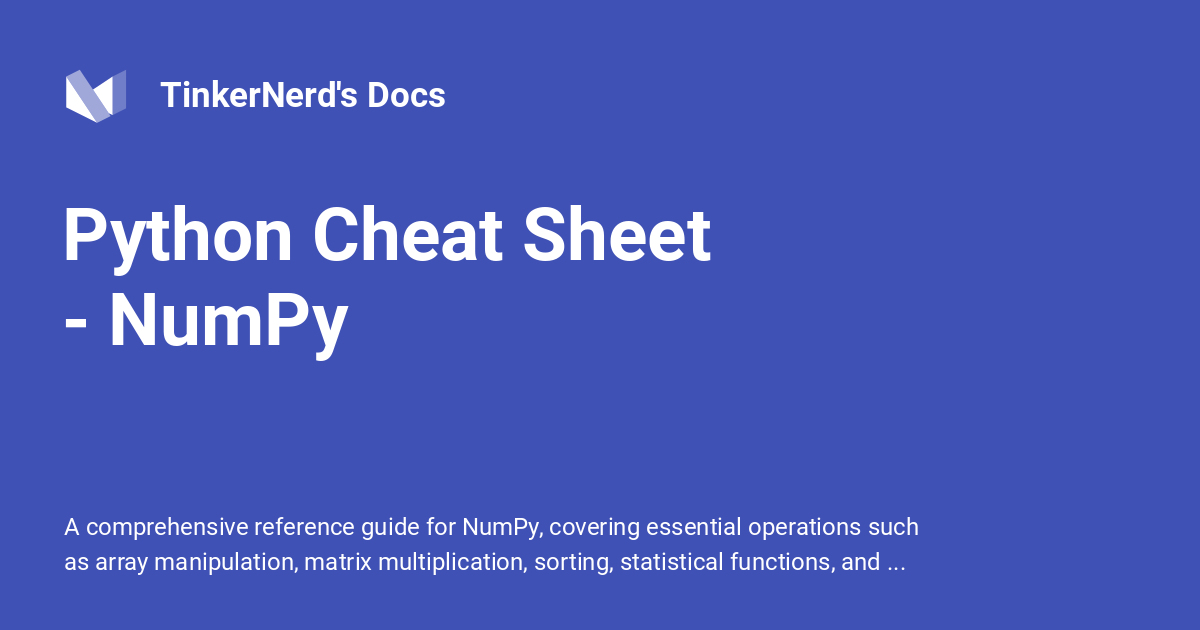 TinkerNerd's Docs
Python Cheat Sheet
- NumPy
A comprehensive reference guide for NumPy, covering essential operations such
as array manipulation, matrix multiplication, sorting, statistical functions, and ...